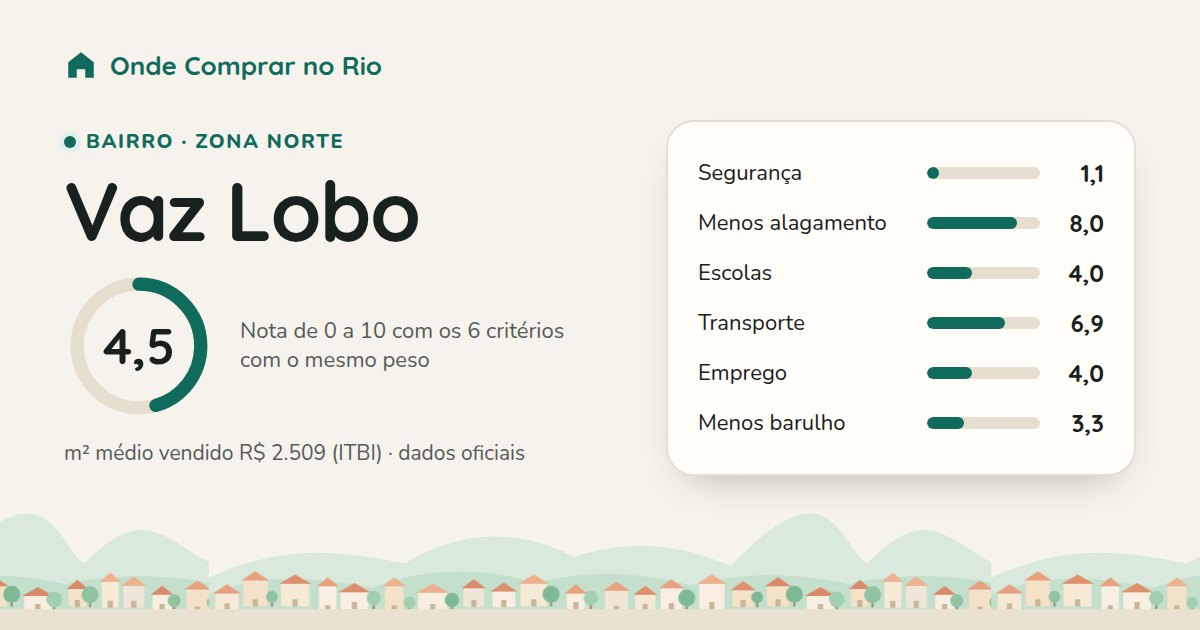 Onde Comprar no Rio
BAIRRO · ZONA NORTE
Vaz Lobo
4,5
Nota de 0 a 10 com os 6 critérios
com o mesmo peso
m² médio vendido R$ 2.509 (ITBI) · dados oficiais
Segurança 1,1
Menos alagamento 8,0
Escolas 4,0
Transporte 6,9
Emprego 4,0
Menos barulho 3,3